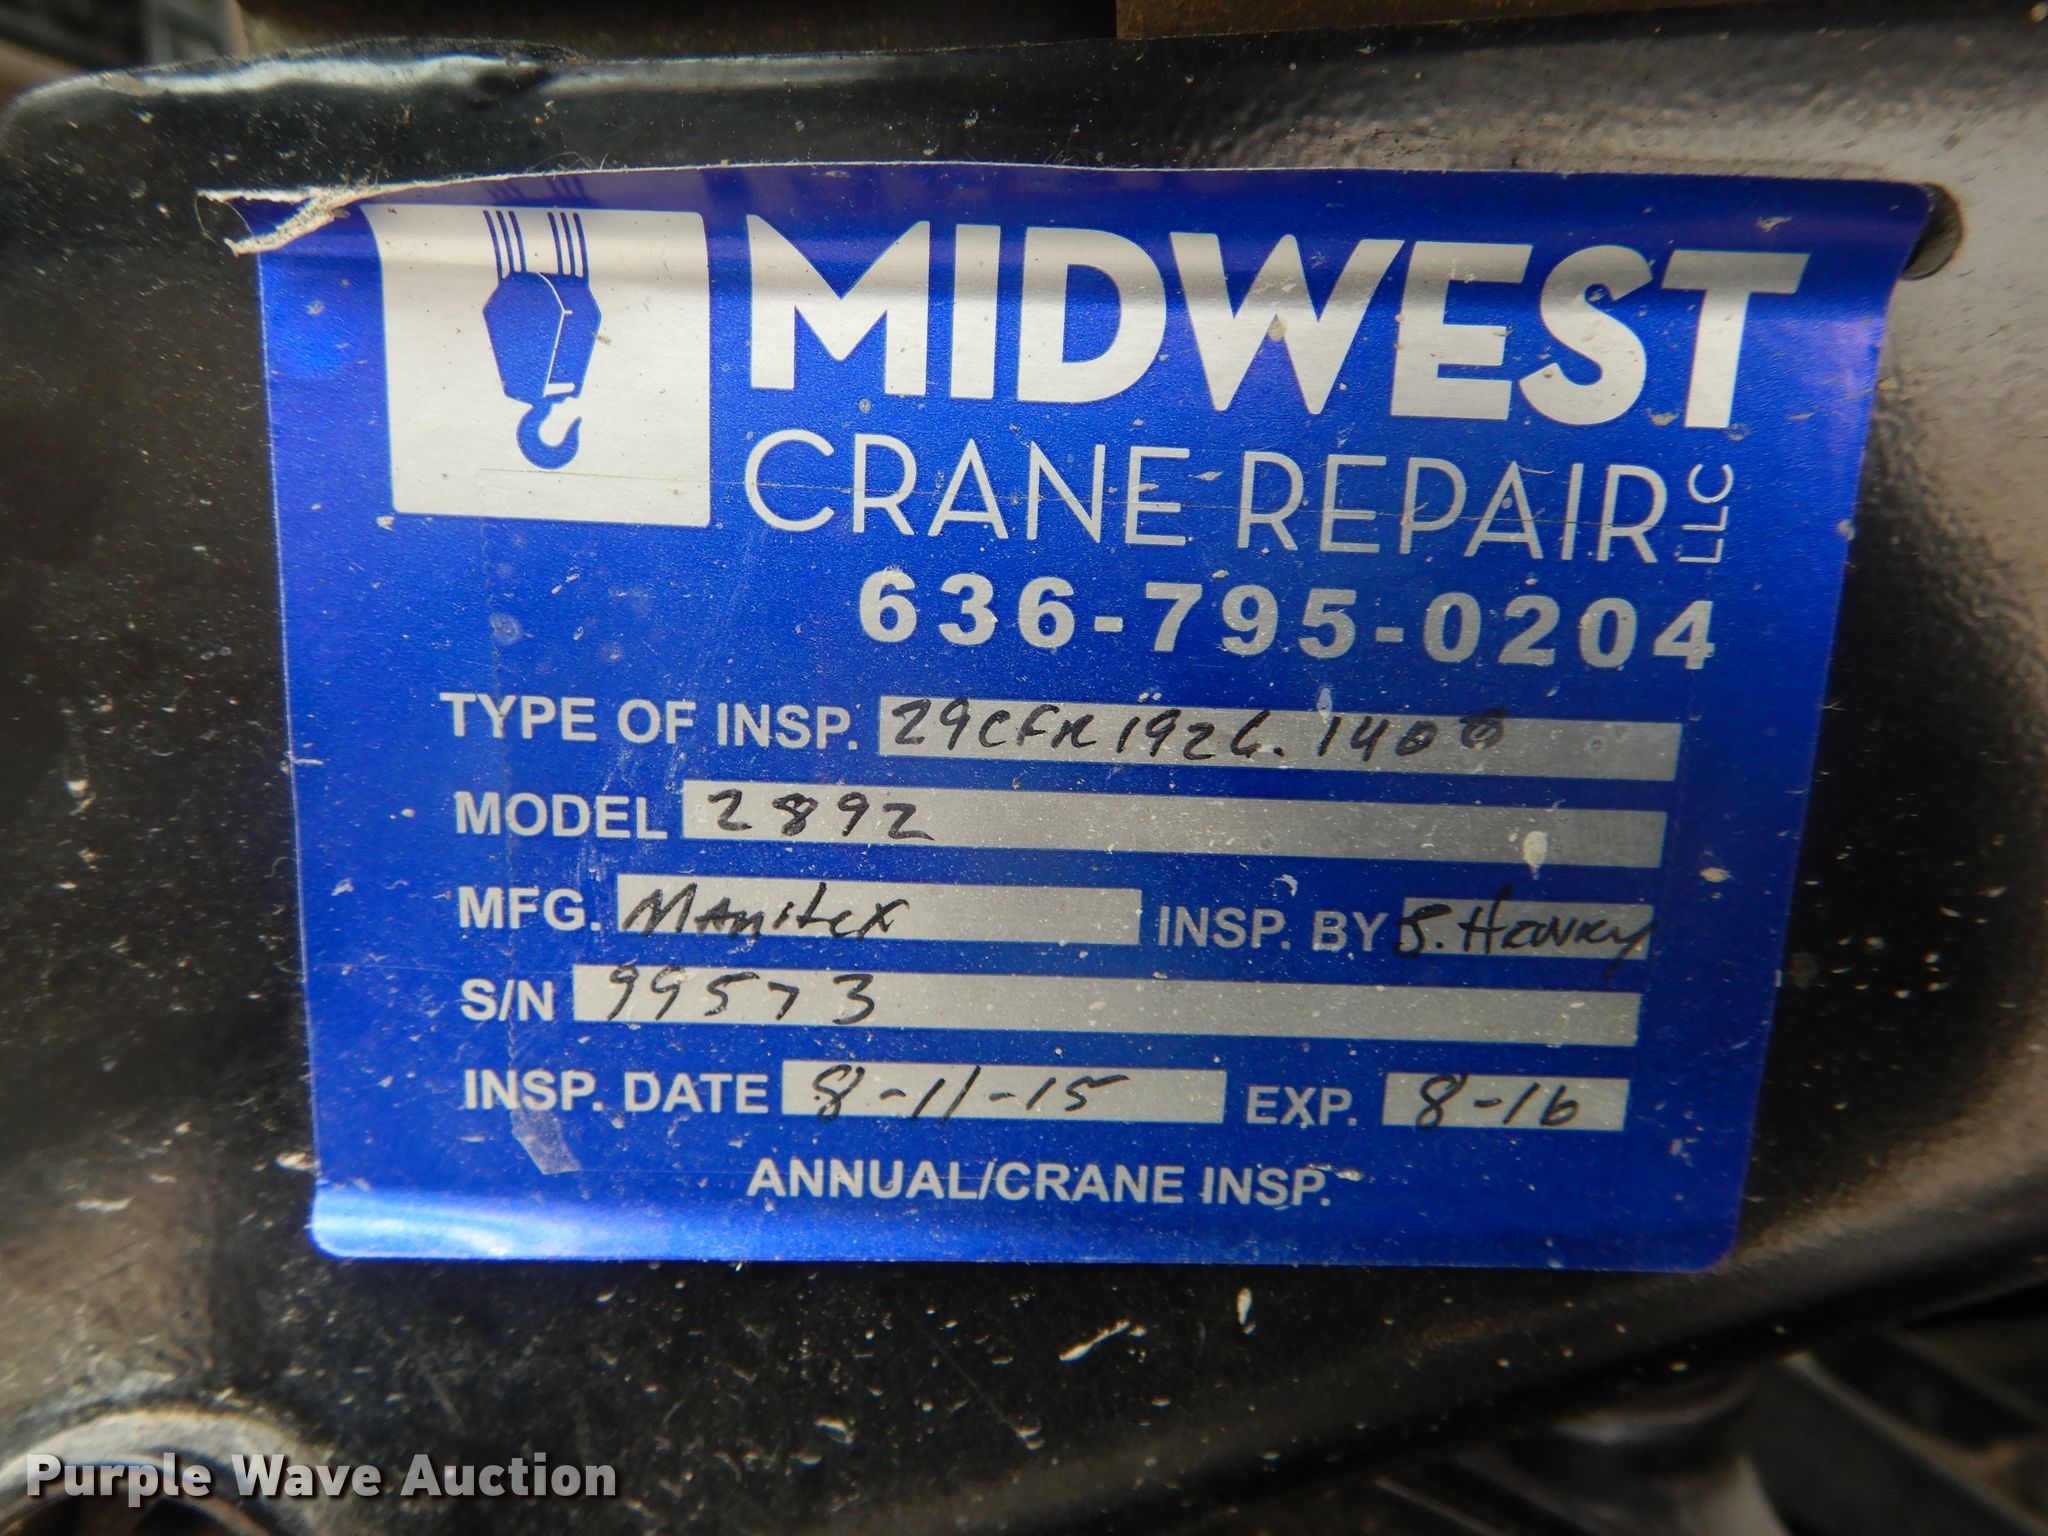 MIDWEST
CRANE REPAIR LLC
636-795-0204
TYPE OF INSP. 29CFR1926.1400
MODEL 2892
MFG. Manitex INSP. BY
S/N 99573
INSP. DATE 8-11-15 EXP. 8-16
ANNUAL/CRANE INSP.
Purple Wave Auction